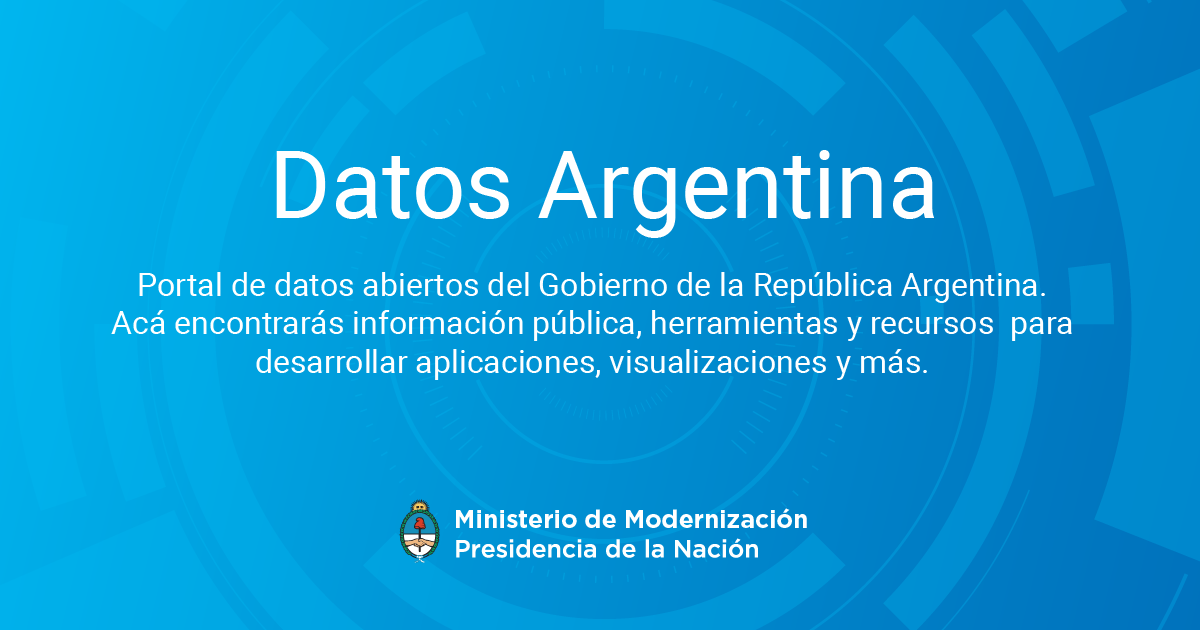 Datos Argentina
Portal de datos abiertos del Gobierno de la República Argentina.
Acá encontrarás información pública, herramientas y recursos  para
desarrollar aplicaciones, visualizaciones y más.
Ministerio de Modernización
Presidencia de la Nación